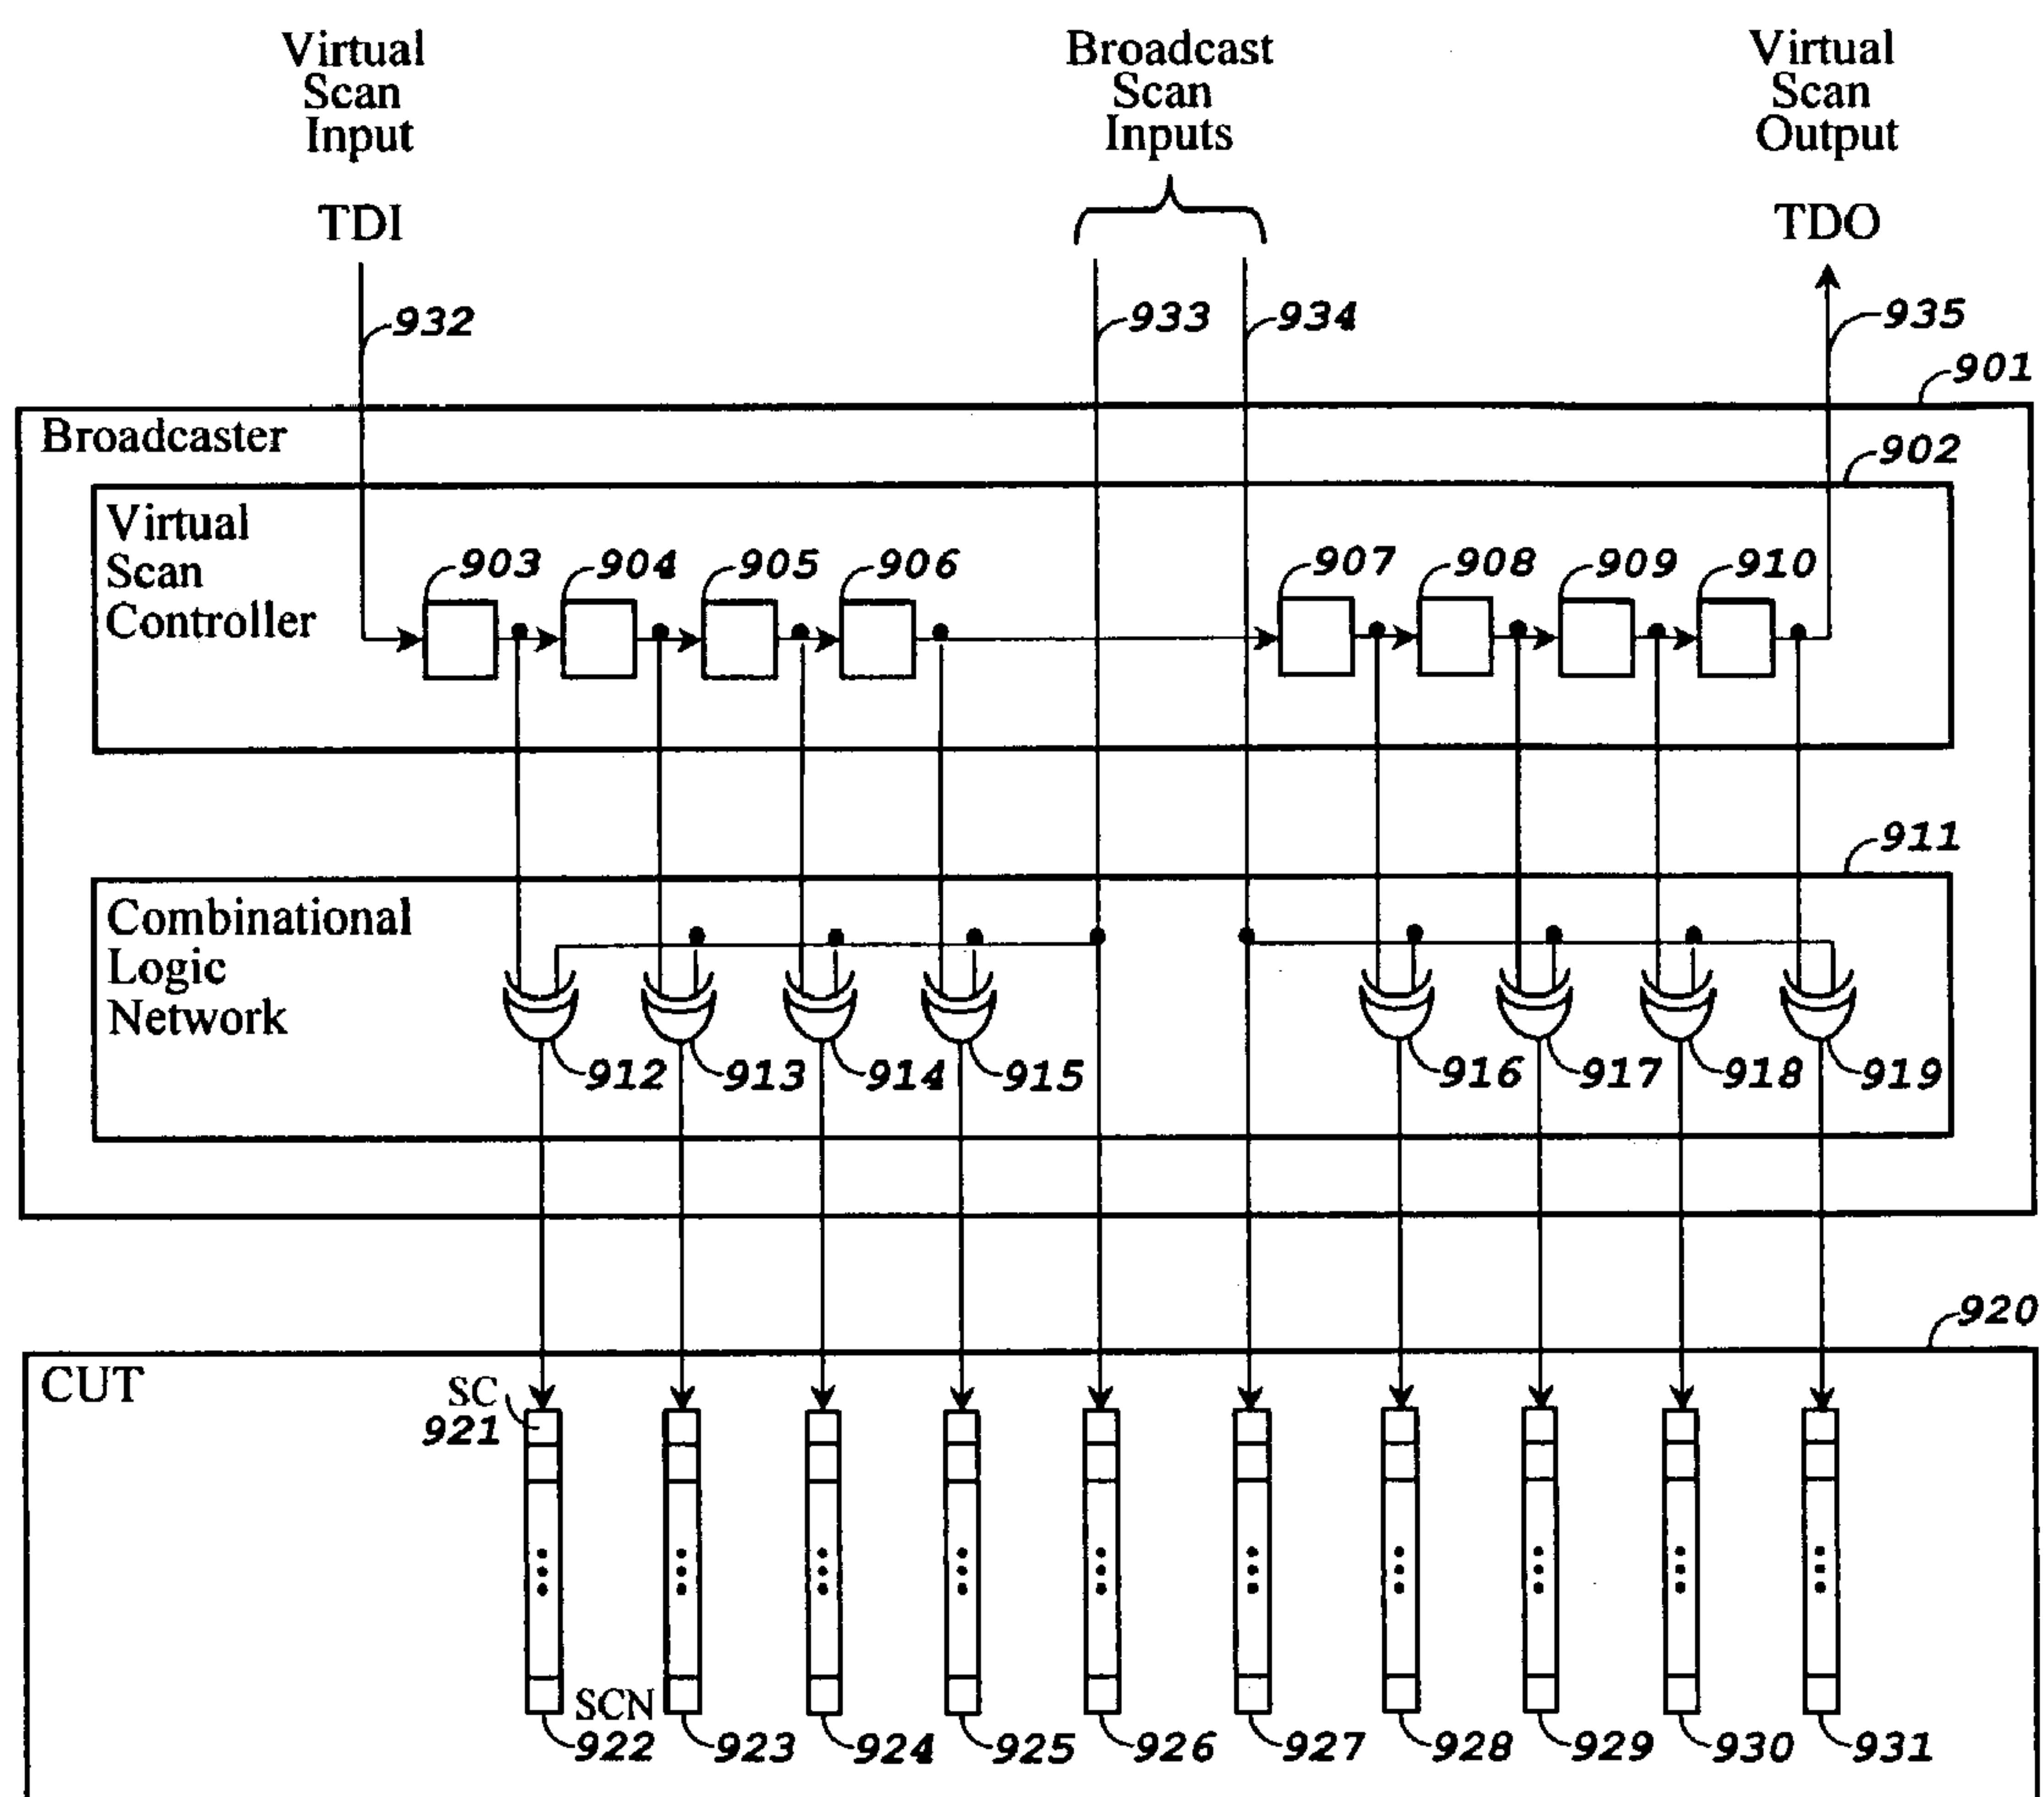 Virtual
Scan
Input
Broadcast
Scan
Inputs
Virtual
Scan
Output
TDI
TDO
932
933
934
935
901
Broadcaster
902
Virtual
Scan
Controller
903
904
905
906
907
908
909
910
911
Combinational
Logic
Network
912
913
914
915
916
917
918
919
920
CUT
SC
921
SCN
922
923
924
925
926
927
928
929
930
931